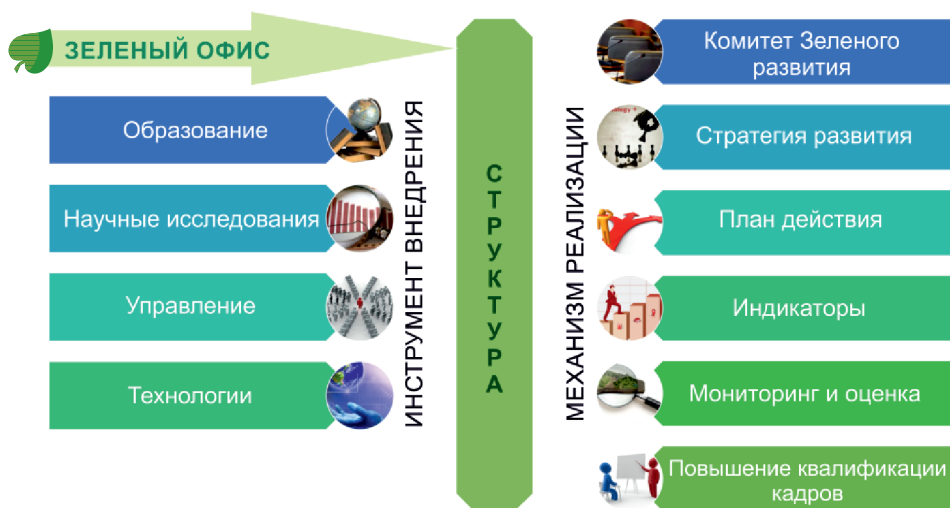 ЗЕЛЕНЫЙ ОФИС
Образование
Научные исследования
Управление
Технологии
ИНСТРУМЕНТ ВНЕДРЕНИЯ
СТРУКТУРА
МЕХАНИЗМ РЕАЛИЗАЦИИ
Комитет Зеленого
развития
Стратегия развития
План действия
Индикаторы
Мониторинг и оценка
Повышение квалификации
кадров